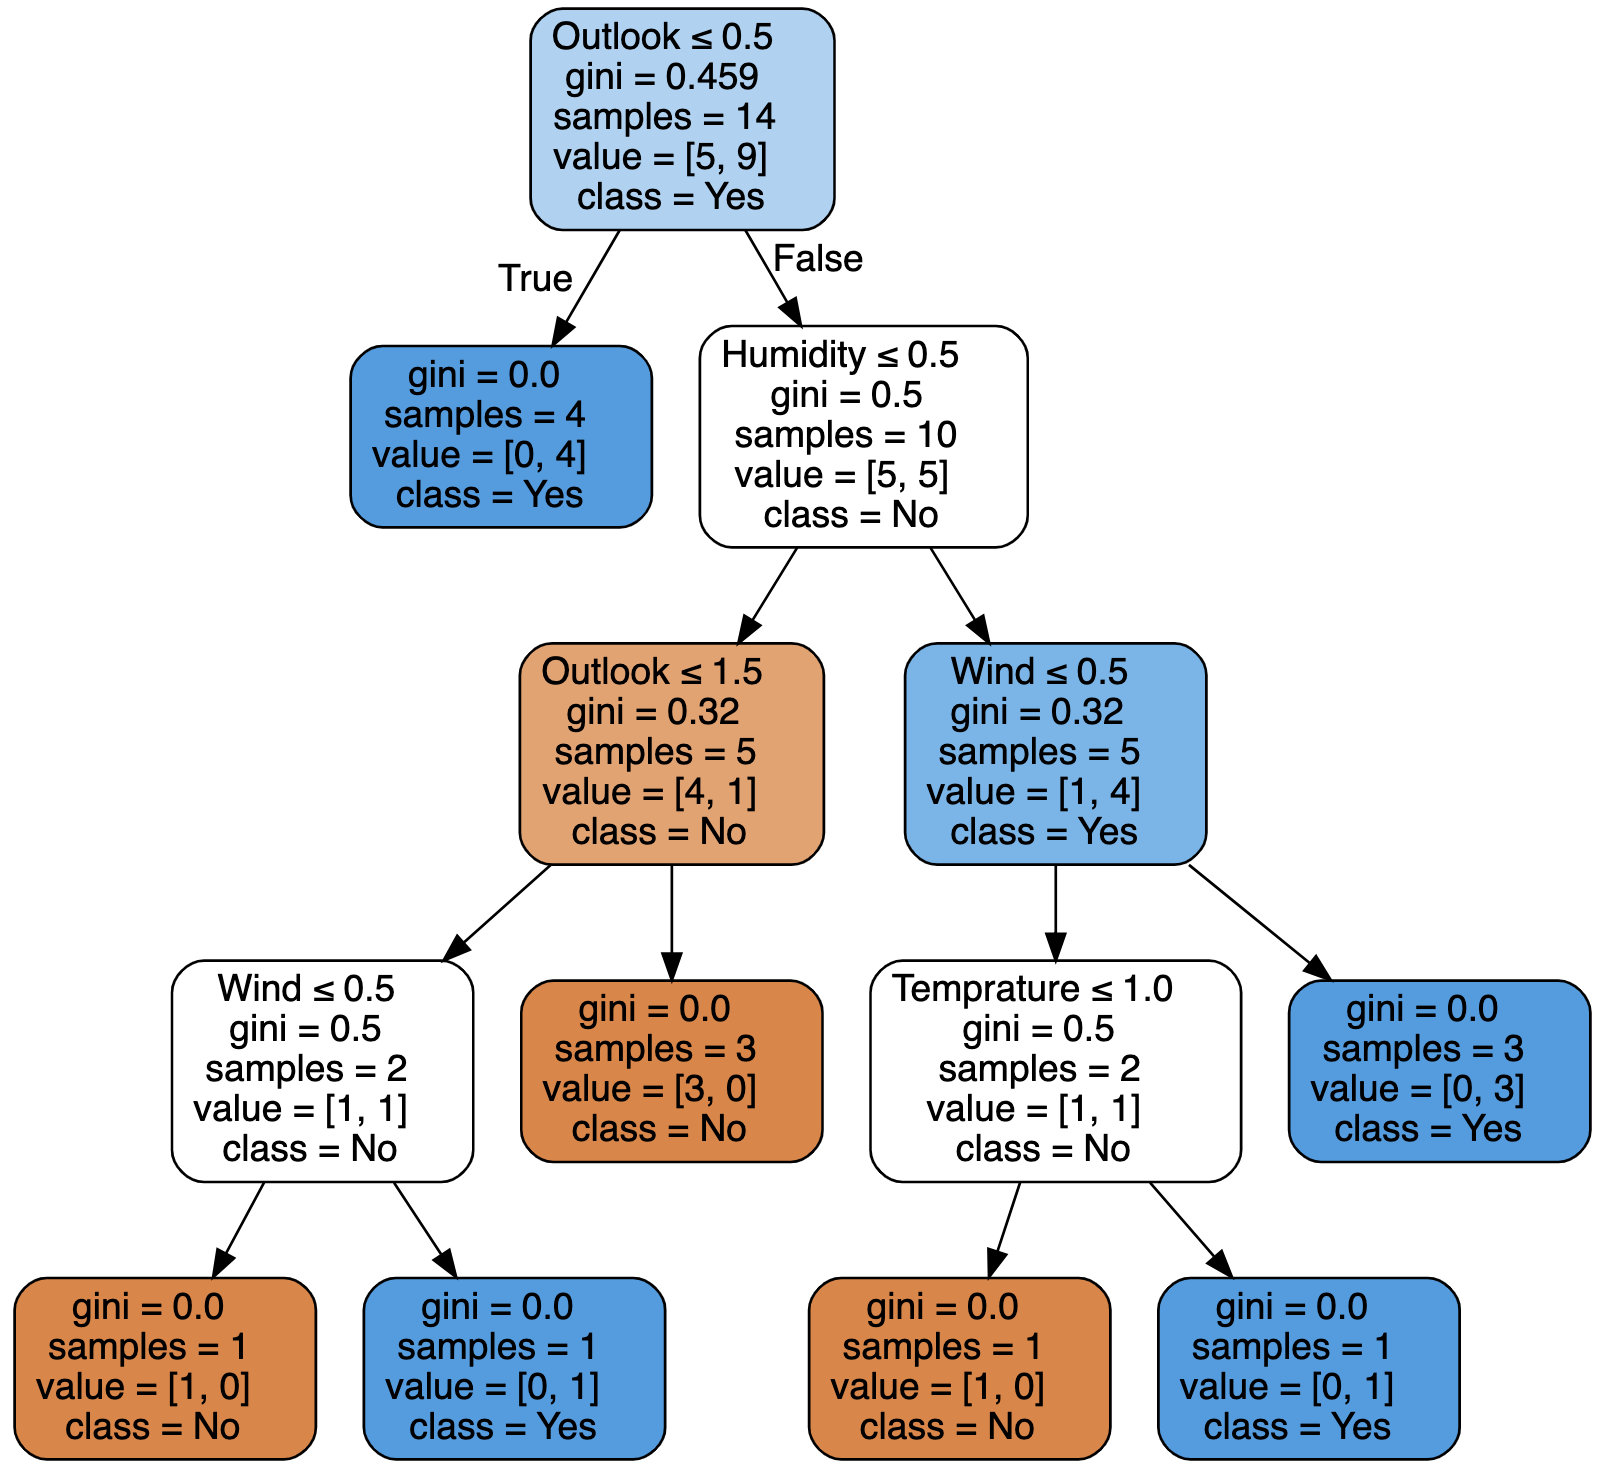 Outlook ≤ 0.5
gini = 0.459
samples = 14
value = [5, 9]
class = Yes
True
False
gini = 0.0
samples = 4
value = [0, 4]
class = Yes
Humidity ≤ 0.5
gini = 0.5
samples = 10
value = [5, 5]
class = No
Outlook ≤ 1.5
gini = 0.32
samples = 5
value = [4, 1]
class = No
Wind ≤ 0.5
gini = 0.32
samples = 5
value = [1, 4]
class = Yes
Wind ≤ 0.5
gini = 0.5
samples = 2
value = [1, 1]
class = No
gini = 0.0
samples = 3
value = [3, 0]
class = No
Temprature ≤ 1.0
gini = 0.5
samples = 2
value = [1, 1]
class = No
gini = 0.0
samples = 3
value = [0, 3]
class = Yes
gini = 0.0
samples = 1
value = [1, 0]
class = No
gini = 0.0
samples = 1
value = [0, 1]
class = Yes
gini = 0.0
samples = 1
value = [1, 0]
class = No
gini = 0.0
samples = 1
value = [0, 1]
class = Yes